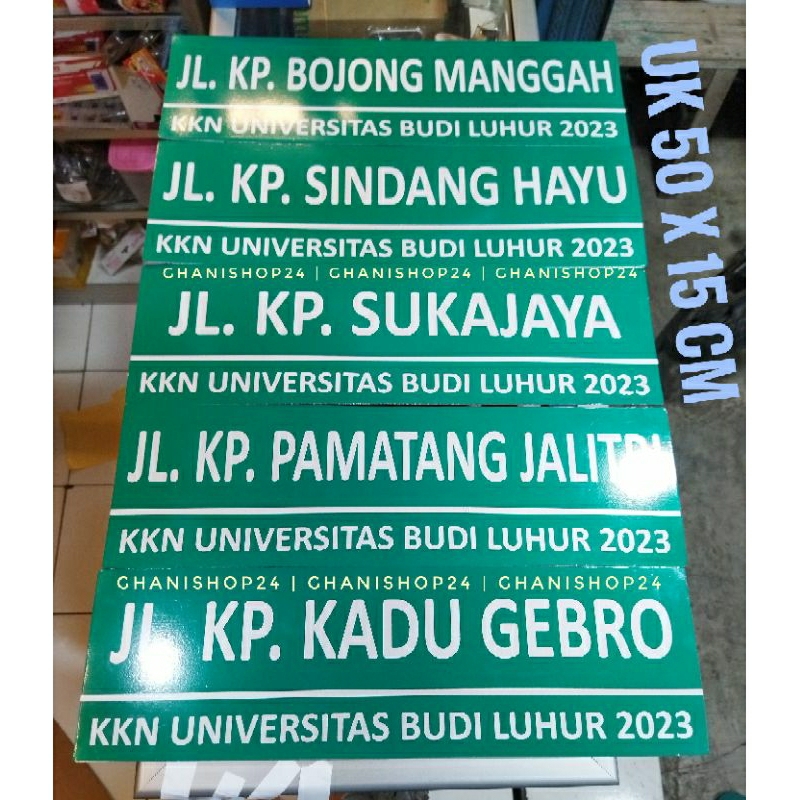 JL. KP. BOJONG MANGGAH
KKN UNIVERSITAS BUDI LUHUR 2023
JL. KP. SINDANG HAYU
KKN UNIVERSITAS BUDI LUHUR 2023
GHANISHOP24 | GHANISHOP24 | GHANISHOP24
JL. KP. SUKAJAYA
KKN UNIVERSITAS BUDI LUHUR 2023
JL. KP. PAMATANG JALITRI
KKN UNIVERSITAS BUDI LUHUR 2023
GHANISHOP24 | GHANISHOP24 | GHANISHOP24
JL. KP. KADU GEBRO
KKN UNIVERSITAS BUDI LUHUR 2023
UK 50 X 15 CM